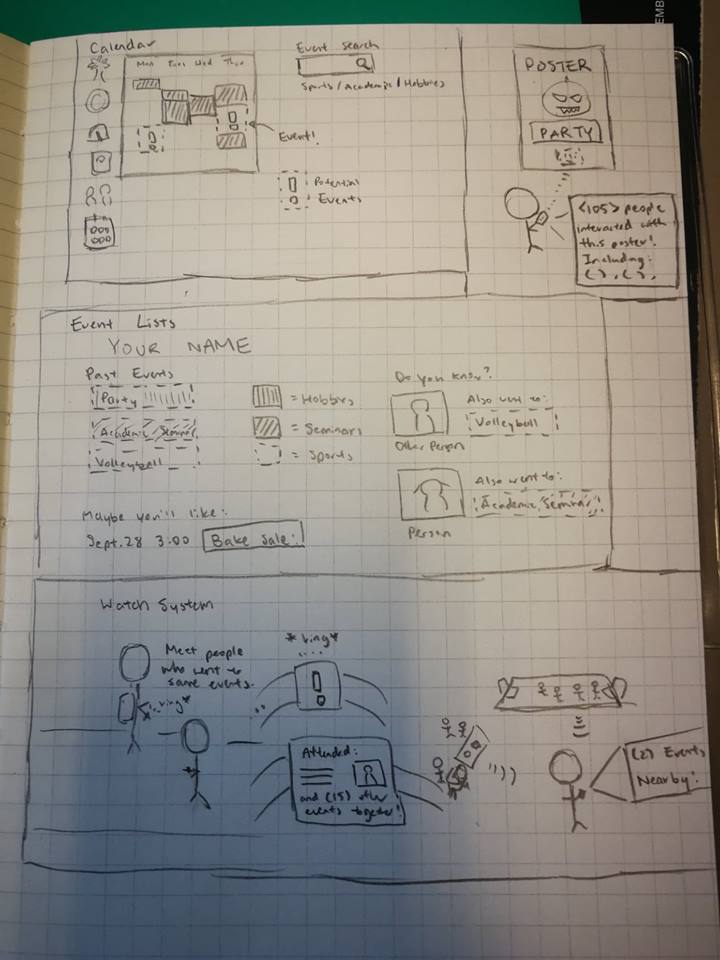 Calendar
Mon Tues Wed Thu
Event Search
Sports / Academic / Hobbies
Event!
Potential
Events
POSTER
PARTY
<105> people
interacted with
this poster!
Including:
( ) , ( ) ,
Event Lists
YOUR NAME
Past Events
Party
Academic Seminar
Volleyball
= Hobbies
= Seminars
= Sports
Do you know?
Also went to:
Volleyball
Other Person
Also went to:
Academic Seminar
Person
Maybe you'll like:
Sept. 28 3:00 Bake Sale!
Watch System
Meet people
who went to
same events.
*ring*
*bing*
!
Attended:
and (15) other
events together!
(2) Events
Nearby!